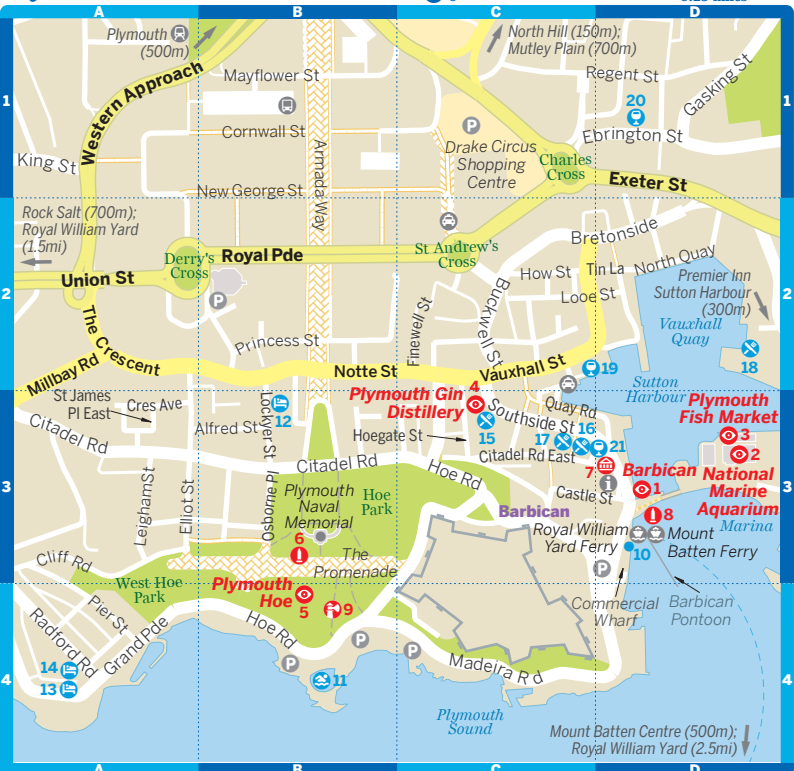 A
B
C
D
Plymouth
(500m)
North Hill (150m);
Mutley Plain (700m)
Mayflower St
Regent St
Gasking St
1
1
20
Western Approach
Cornwall St
Armada Way
Ebrington St
Drake Circus
Shopping
Centre
P
Charles
Cross
King St
New George St
Exeter St
Rock Salt (700m);
Royal William Yard
(1.5mi)
Bretonside
Derry's
Cross
Royal Pde
St Andrew's
Cross
How St
Tin La
North Quay
Union St
Looe St
Premier Inn
Sutton Harbour
(300m)
2
2
P
Buckwell St
Finewell St
Vauxhall
Quay
The Crescent
Princess St
18
Notte St
Vauxhall St
19
Millbay Rd
Sutton
Harbour
St James
Pl East
Cres Ave
Lockyer St
12
Plymouth Gin
Distillery
4
Quay Rd
Plymouth
Fish Market
3
Southside St
15
16
17
21
2
Citadel Rd
Alfred St
Hoegate St
Citadel Rd East
7
Barbican
1
National
Marine
Aquarium
Citadel Rd
Hoe Rd
Castle St
3
3
Leigham St
Elliot St
Osborne Pl
Plymouth
Naval
Memorial
Hoe
Park
Barbican
8
Marina
Royal William
Yard Ferry
Mount
Batten Ferry
10
6
The
Promenade
Cliff Rd
P
West Hoe
Park
Plymouth
Hoe
5
9
Commercial
Wharf
Barbican
Pontoon
Pier St
Radford Rd
Grand Pde
Hoe Rd
P
P
P
Madeira Rd
14
13
11
4
4
Plymouth
Sound
Mount Batten Centre (500m);
Royal William Yard (2.5mi)
A
B
C
D